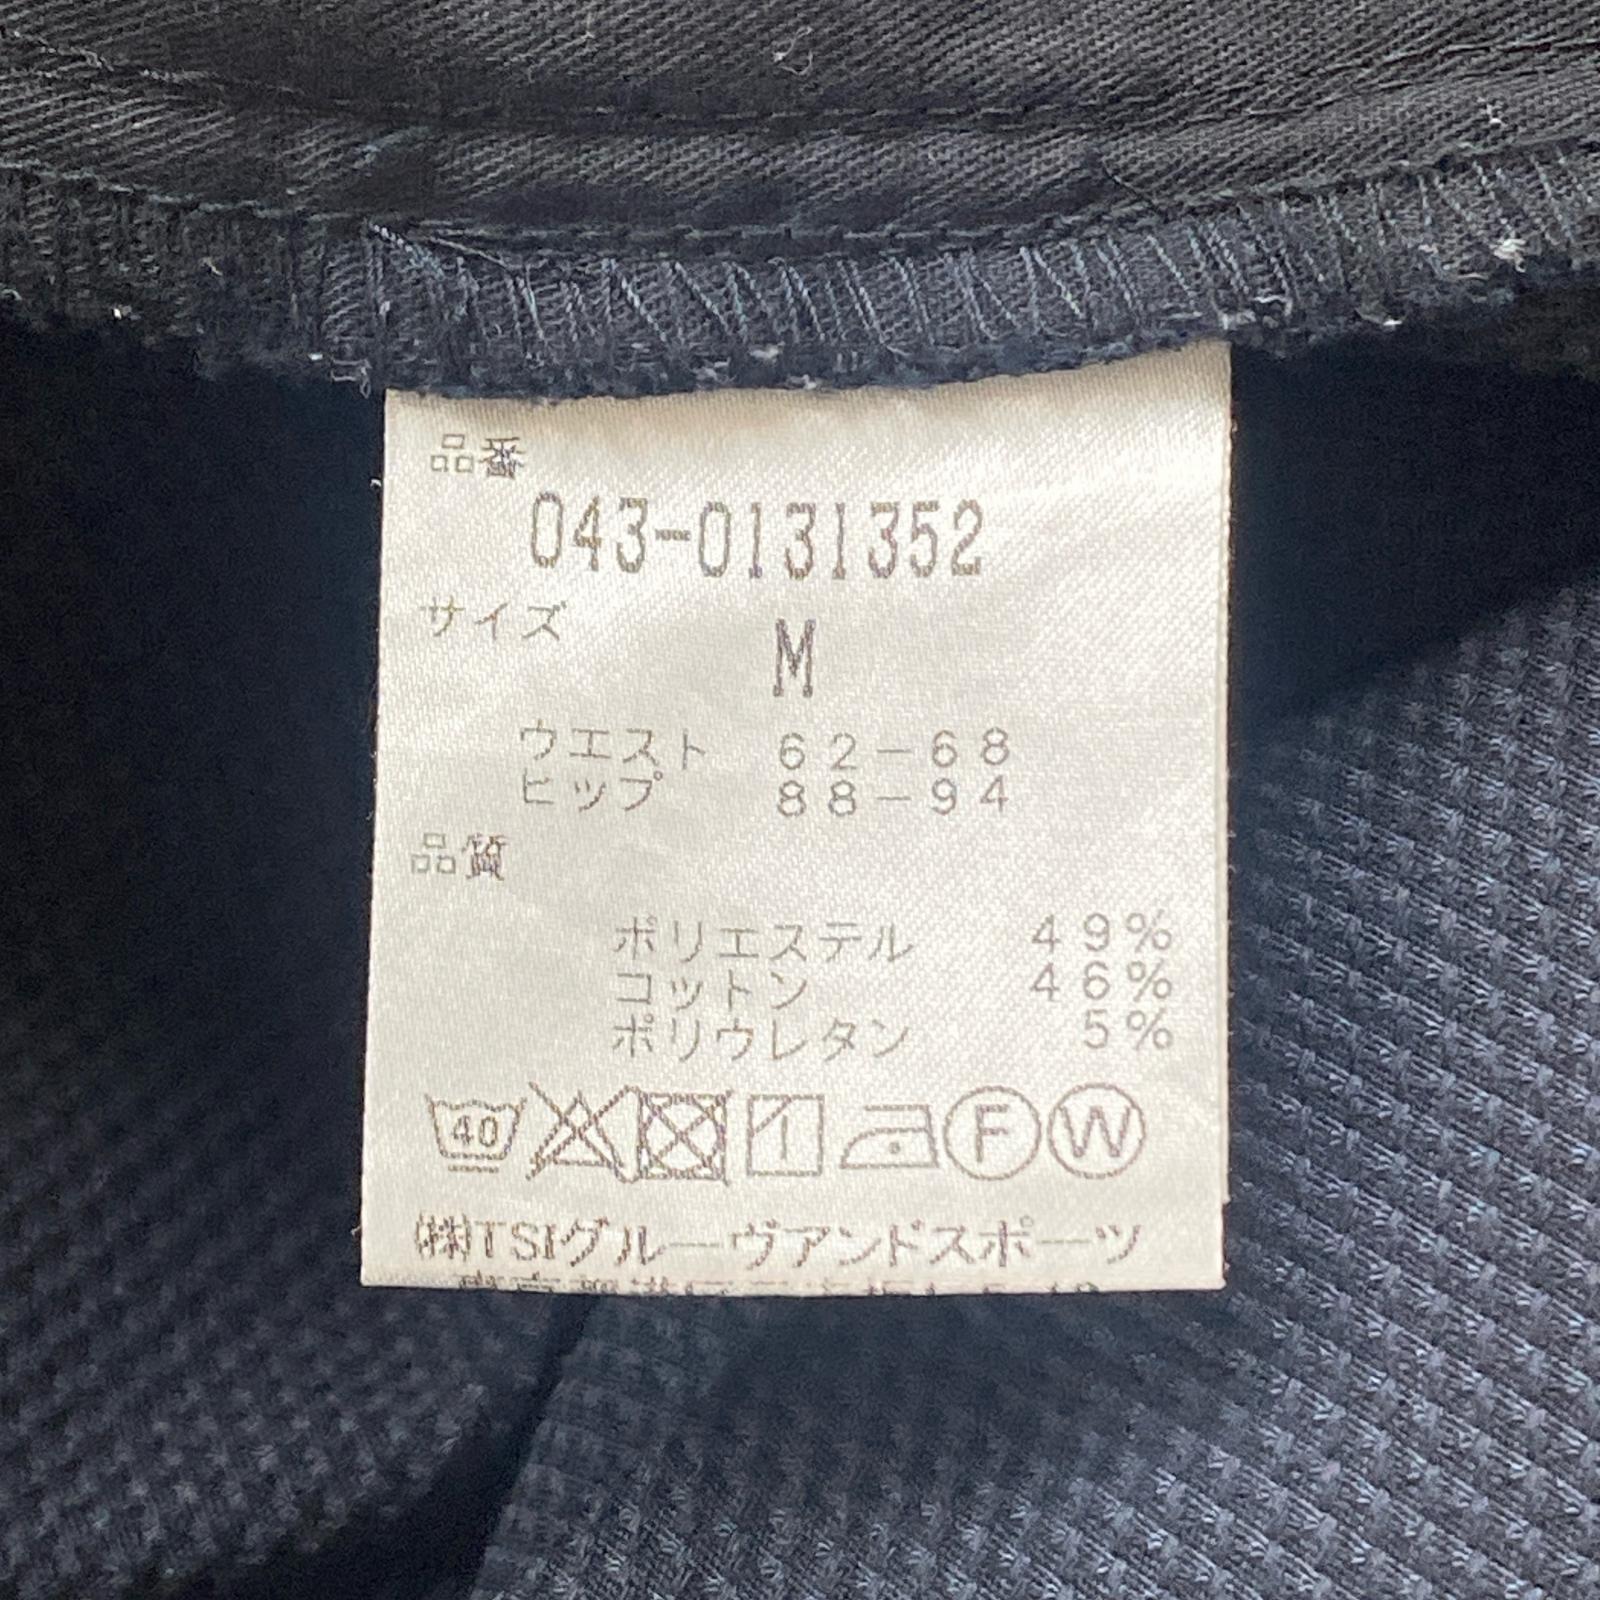 品番
043-0131352
サイズ
M
ウエスト 62-68
ヒップ 88-94
品質
ポリエステル 49%
コットン 46%
ポリウレタン 5%
40 F W
(株)TSIグルーヴアンドスポーツ